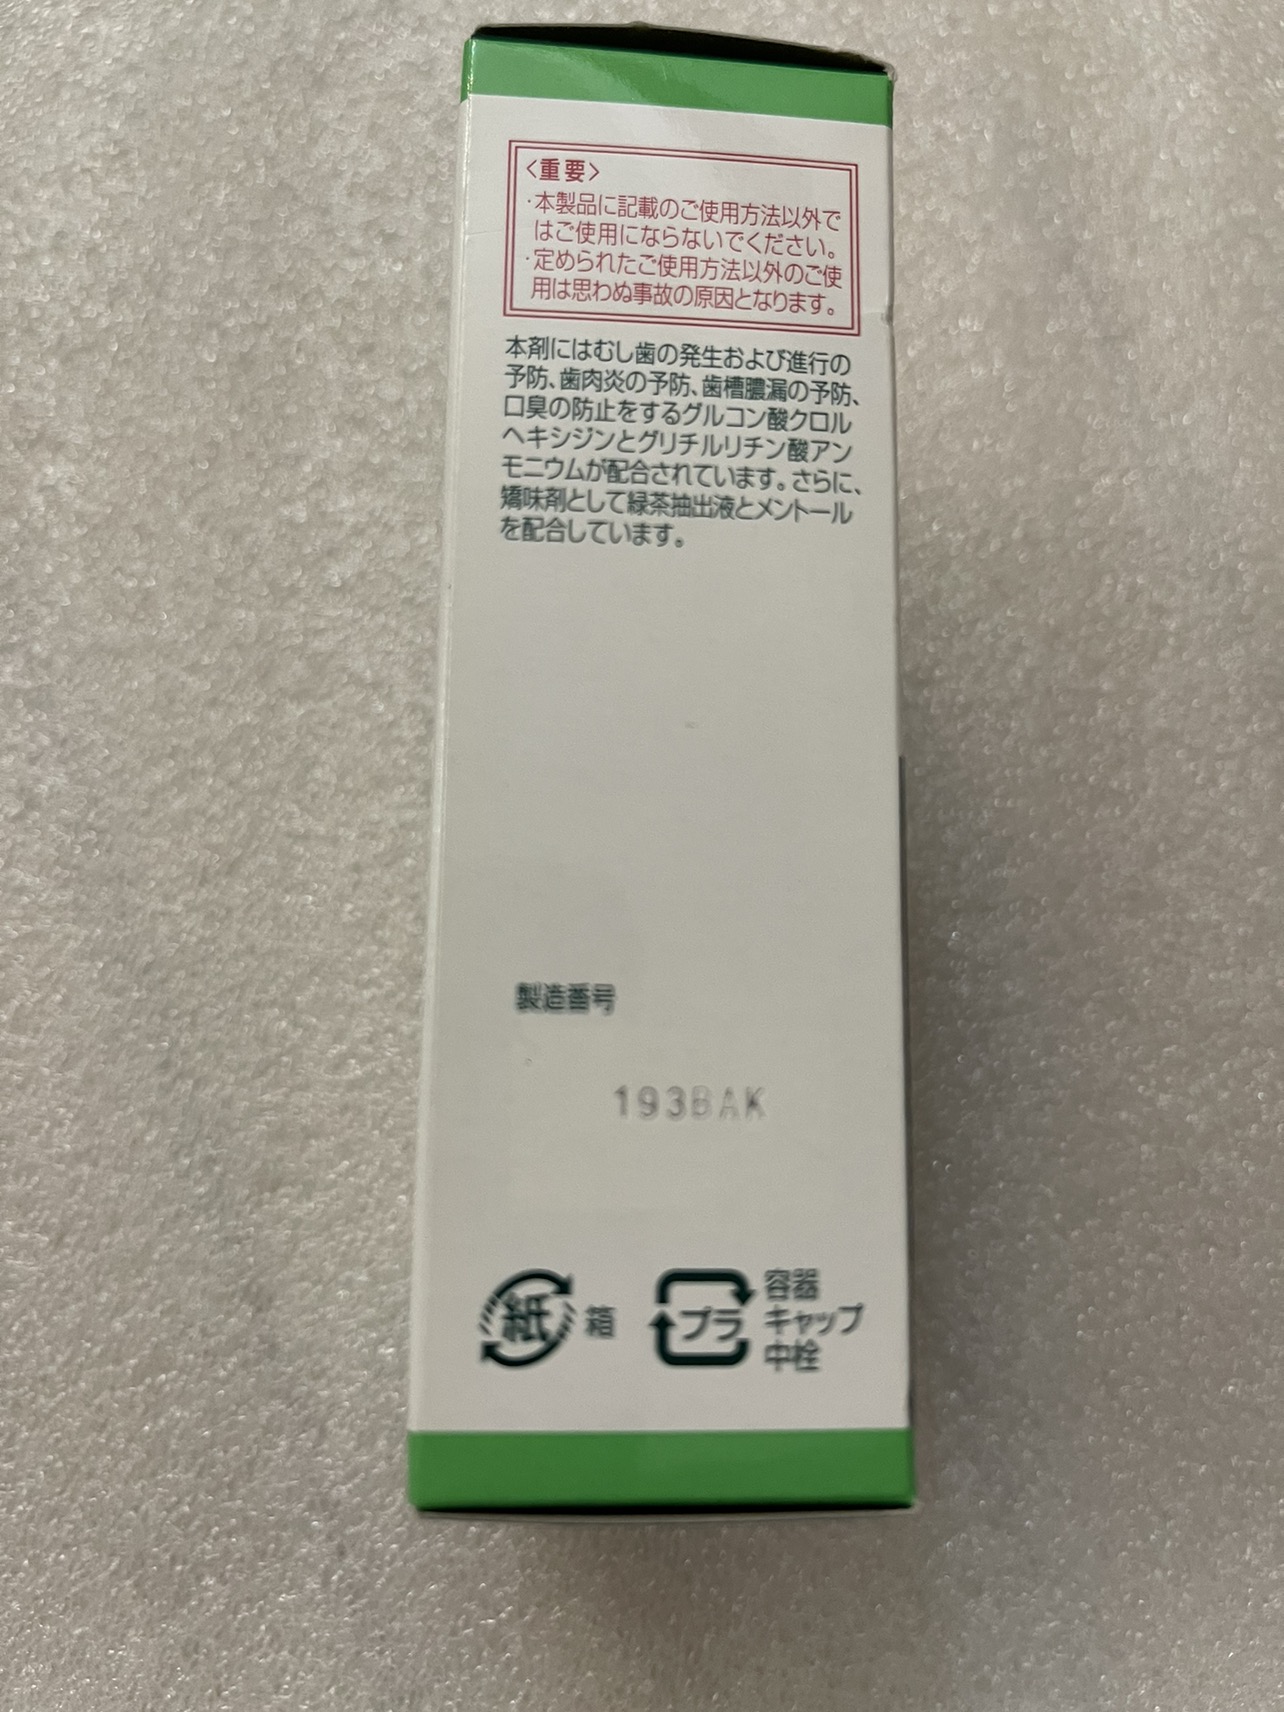 〈重要〉
・本製品に記載のご使用方法以外で
はご使用にならないでください。
・定められたご使用方法以外のご使
用は思わぬ事故の原因となります。
本剤にはむし歯の発生および進行の
予防、歯肉炎の予防、歯槽膿漏の予防、
口臭の防止をするグルコン酸クロル
ヘキシジンとグリチルリチン酸アン
モニウムが配合されています。さらに、
矯味剤として緑茶抽出液とメントール
を配合しています。
製造番号
193BAK
紙 箱
プラ 容器
キャップ
中栓